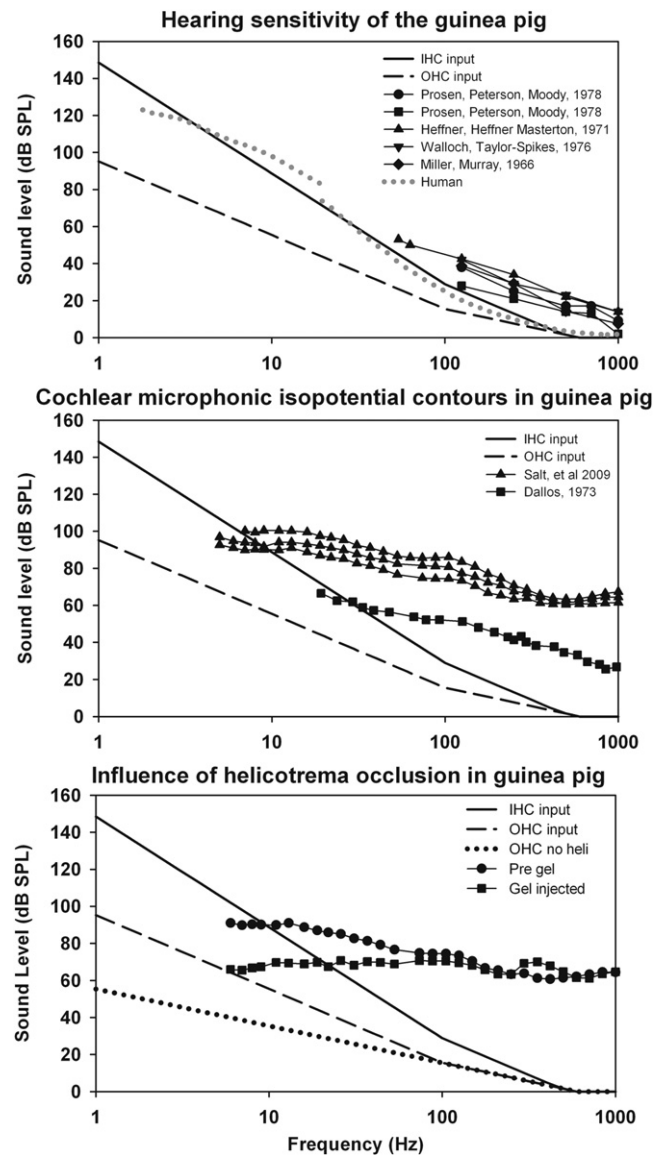 Hearing sensitivity of the guinea pig
160
140
120
100
80
60
40
20
0
Sound level (dB SPL)
IHC input
OHC input
Prosen, Peterson, Moody, 1978
Prosen, Peterson, Moody, 1978
Heffner, Heffner Masterton, 1971
Walloch, Taylor-Spikes, 1976
Miller, Murray, 1966
Human
1 10 100 1000
Cochlear microphonic isopotential contours in guinea pig
160
140
120
100
80
60
40
20
0
Sound level (dB SPL)
IHC input
OHC input
Salt, et al 2009
Dallos, 1973
1 10 100 1000
Influence of helicotrema occlusion in guinea pig
160
140
120
100
80
60
40
20
0
Sound Level (dB SPL)
IHC input
OHC input
OHC no heli
Pre gel
Gel injected
1 10 100 1000
Frequency (Hz)